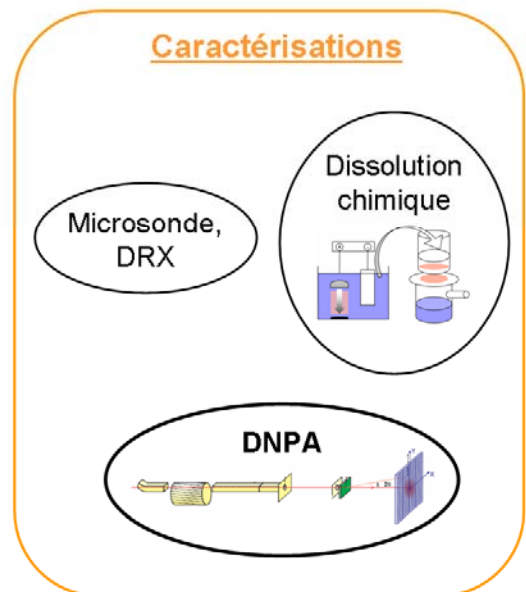 Caractérisations
Dissolution
chimique
Microsonde,
DRX
DNPA